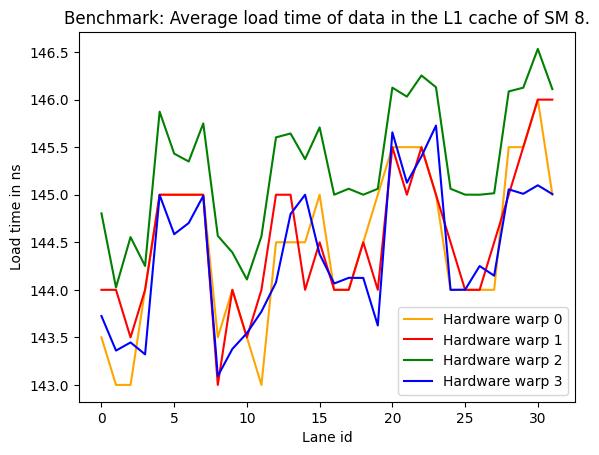 Benchmark: Average load time of data in the L1 cache of SM 8.
146.5
146.0
145.5
145.0
144.5
144.0
143.5
143.0
Load time in ns
0 5 10 15 20 25 30
Lane id
Hardware warp 0
Hardware warp 1
Hardware warp 2
Hardware warp 3